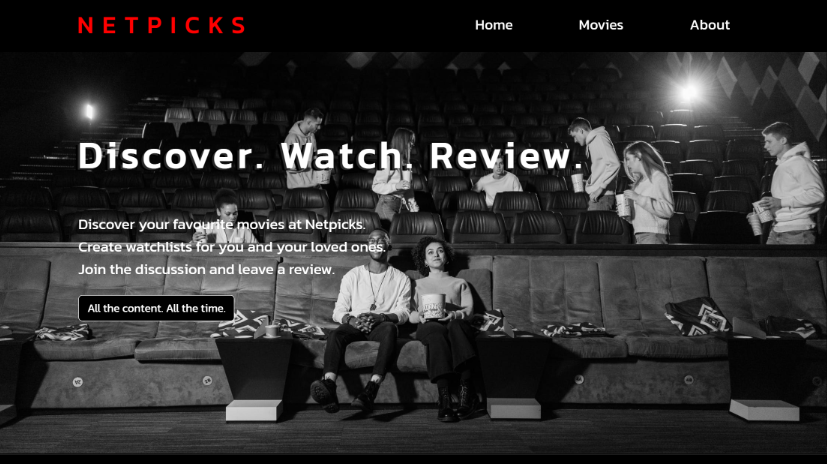 NETPICKS
Home Movies About
Discover. Watch. Review.
Discover your favourite movies at Netpicks.
Create watchlists for you and your loved ones.
Join the discussion and leave a review.
All the content. All the time.